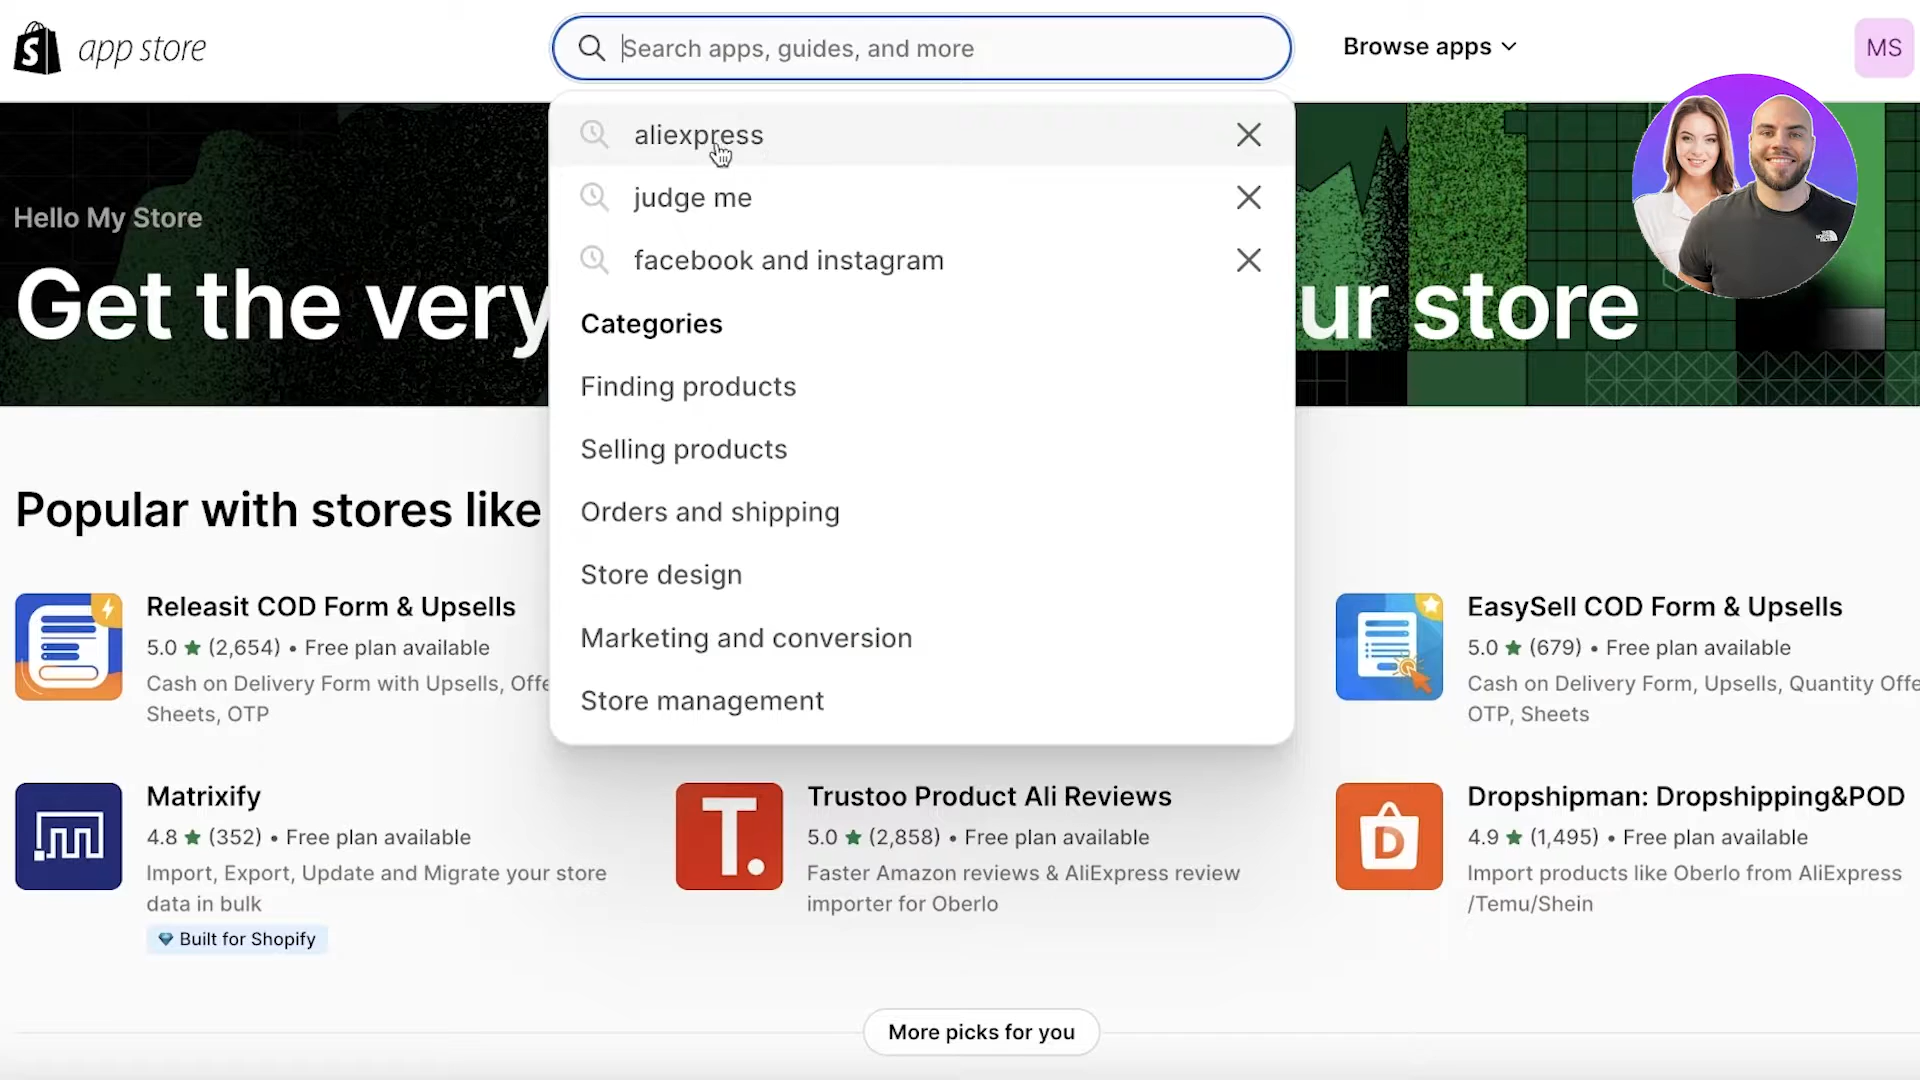 app store
Search apps, guides, and more
Browse apps
MS
aliexpress
judge me
facebook and instagram
Categories
Finding products
Selling products
Orders and shipping
Store design
Marketing and conversion
Store management
Hello My Store
Get the very
ur store
Popular with stores like
Releasit COD Form & Upsells
5.0 ★ (2,654) • Free plan available
Cash on Delivery Form with Upsells, Offe
Sheets, OTP
EasySell COD Form & Upsells
5.0 ★ (679) • Free plan available
Cash on Delivery Form, Upsells, Quantity Offe
OTP, Sheets
Matrixify
4.8 ★ (352) • Free plan available
Import, Export, Update and Migrate your store
data in bulk
Built for Shopify
T.
Trustoo Product Ali Reviews
5.0 ★ (2,858) • Free plan available
Faster Amazon reviews & AliExpress review
importer for Oberlo
D
Dropshipman: Dropshipping&POD
4.9 ★ (1,495) • Free plan available
Import products like Oberlo from AliExpress
/Temu/Shein
More picks for you